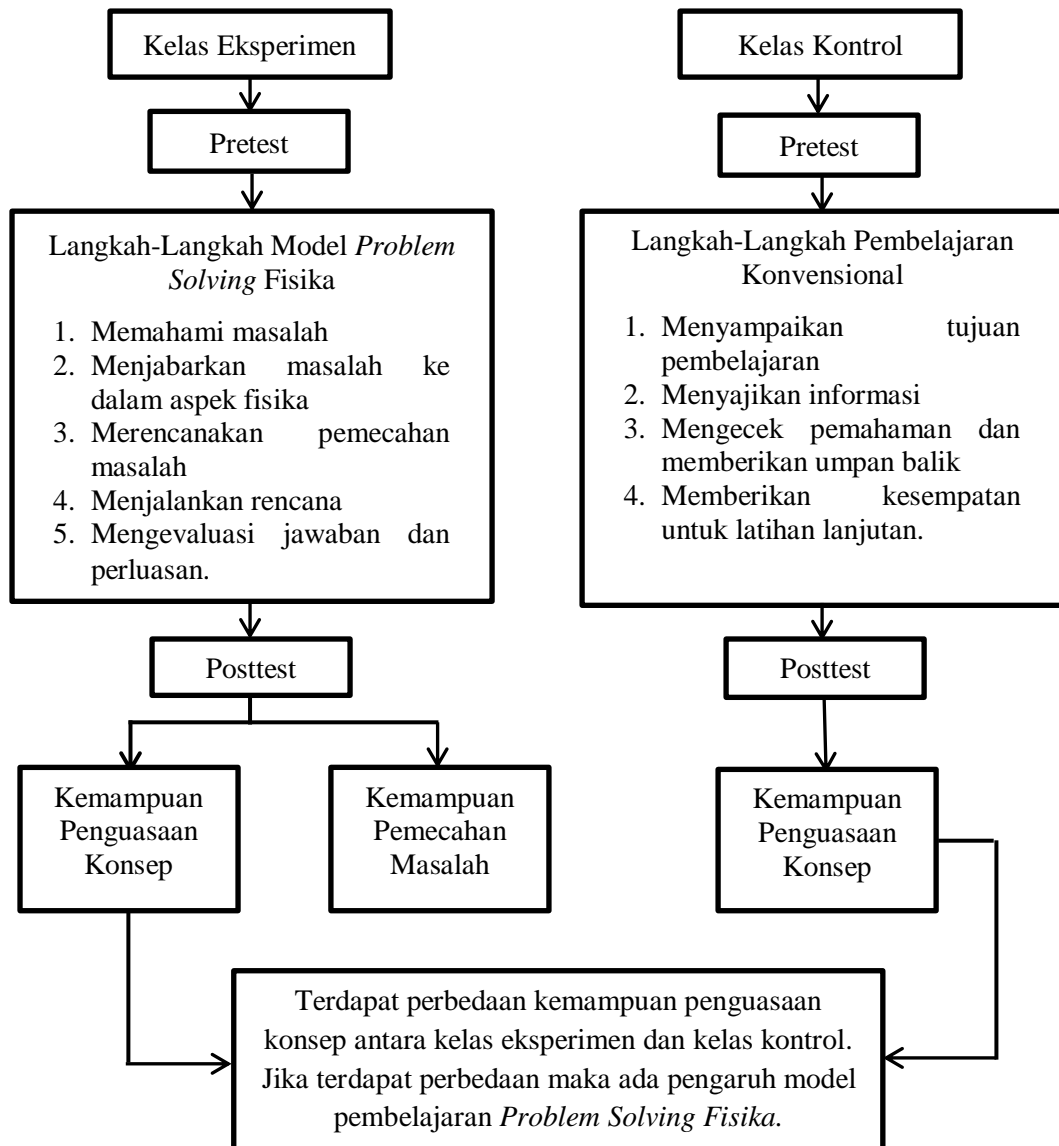 Kelas Eksperimen
Kelas Kontrol
Pretest
Pretest
Langkah-Langkah Model Problem
Solving Fisika
1. Memahami masalah
2. Menjabarkan masalah ke
dalam aspek fisika
3. Merencanakan pemecahan
masalah
4. Menjalankan rencana
5. Mengevaluasi jawaban dan
perluasan.
Langkah-Langkah Pembelajaran
Konvensional
1. Menyampaikan tujuan
pembelajaran
2. Menyajikan informasi
3. Mengecek pemahaman dan
memberikan umpan balik
4. Memberikan kesempatan
untuk latihan lanjutan.
Posttest
Posttest
Kemampuan
Penguasaan
Konsep
Kemampuan
Pemecahan
Masalah
Kemampuan
Penguasaan
Konsep
Terdapat perbedaan kemampuan penguasaan
konsep antara kelas eksperimen dan kelas kontrol.
Jika terdapat perbedaan maka ada pengaruh model
pembelajaran Problem Solving Fisika.